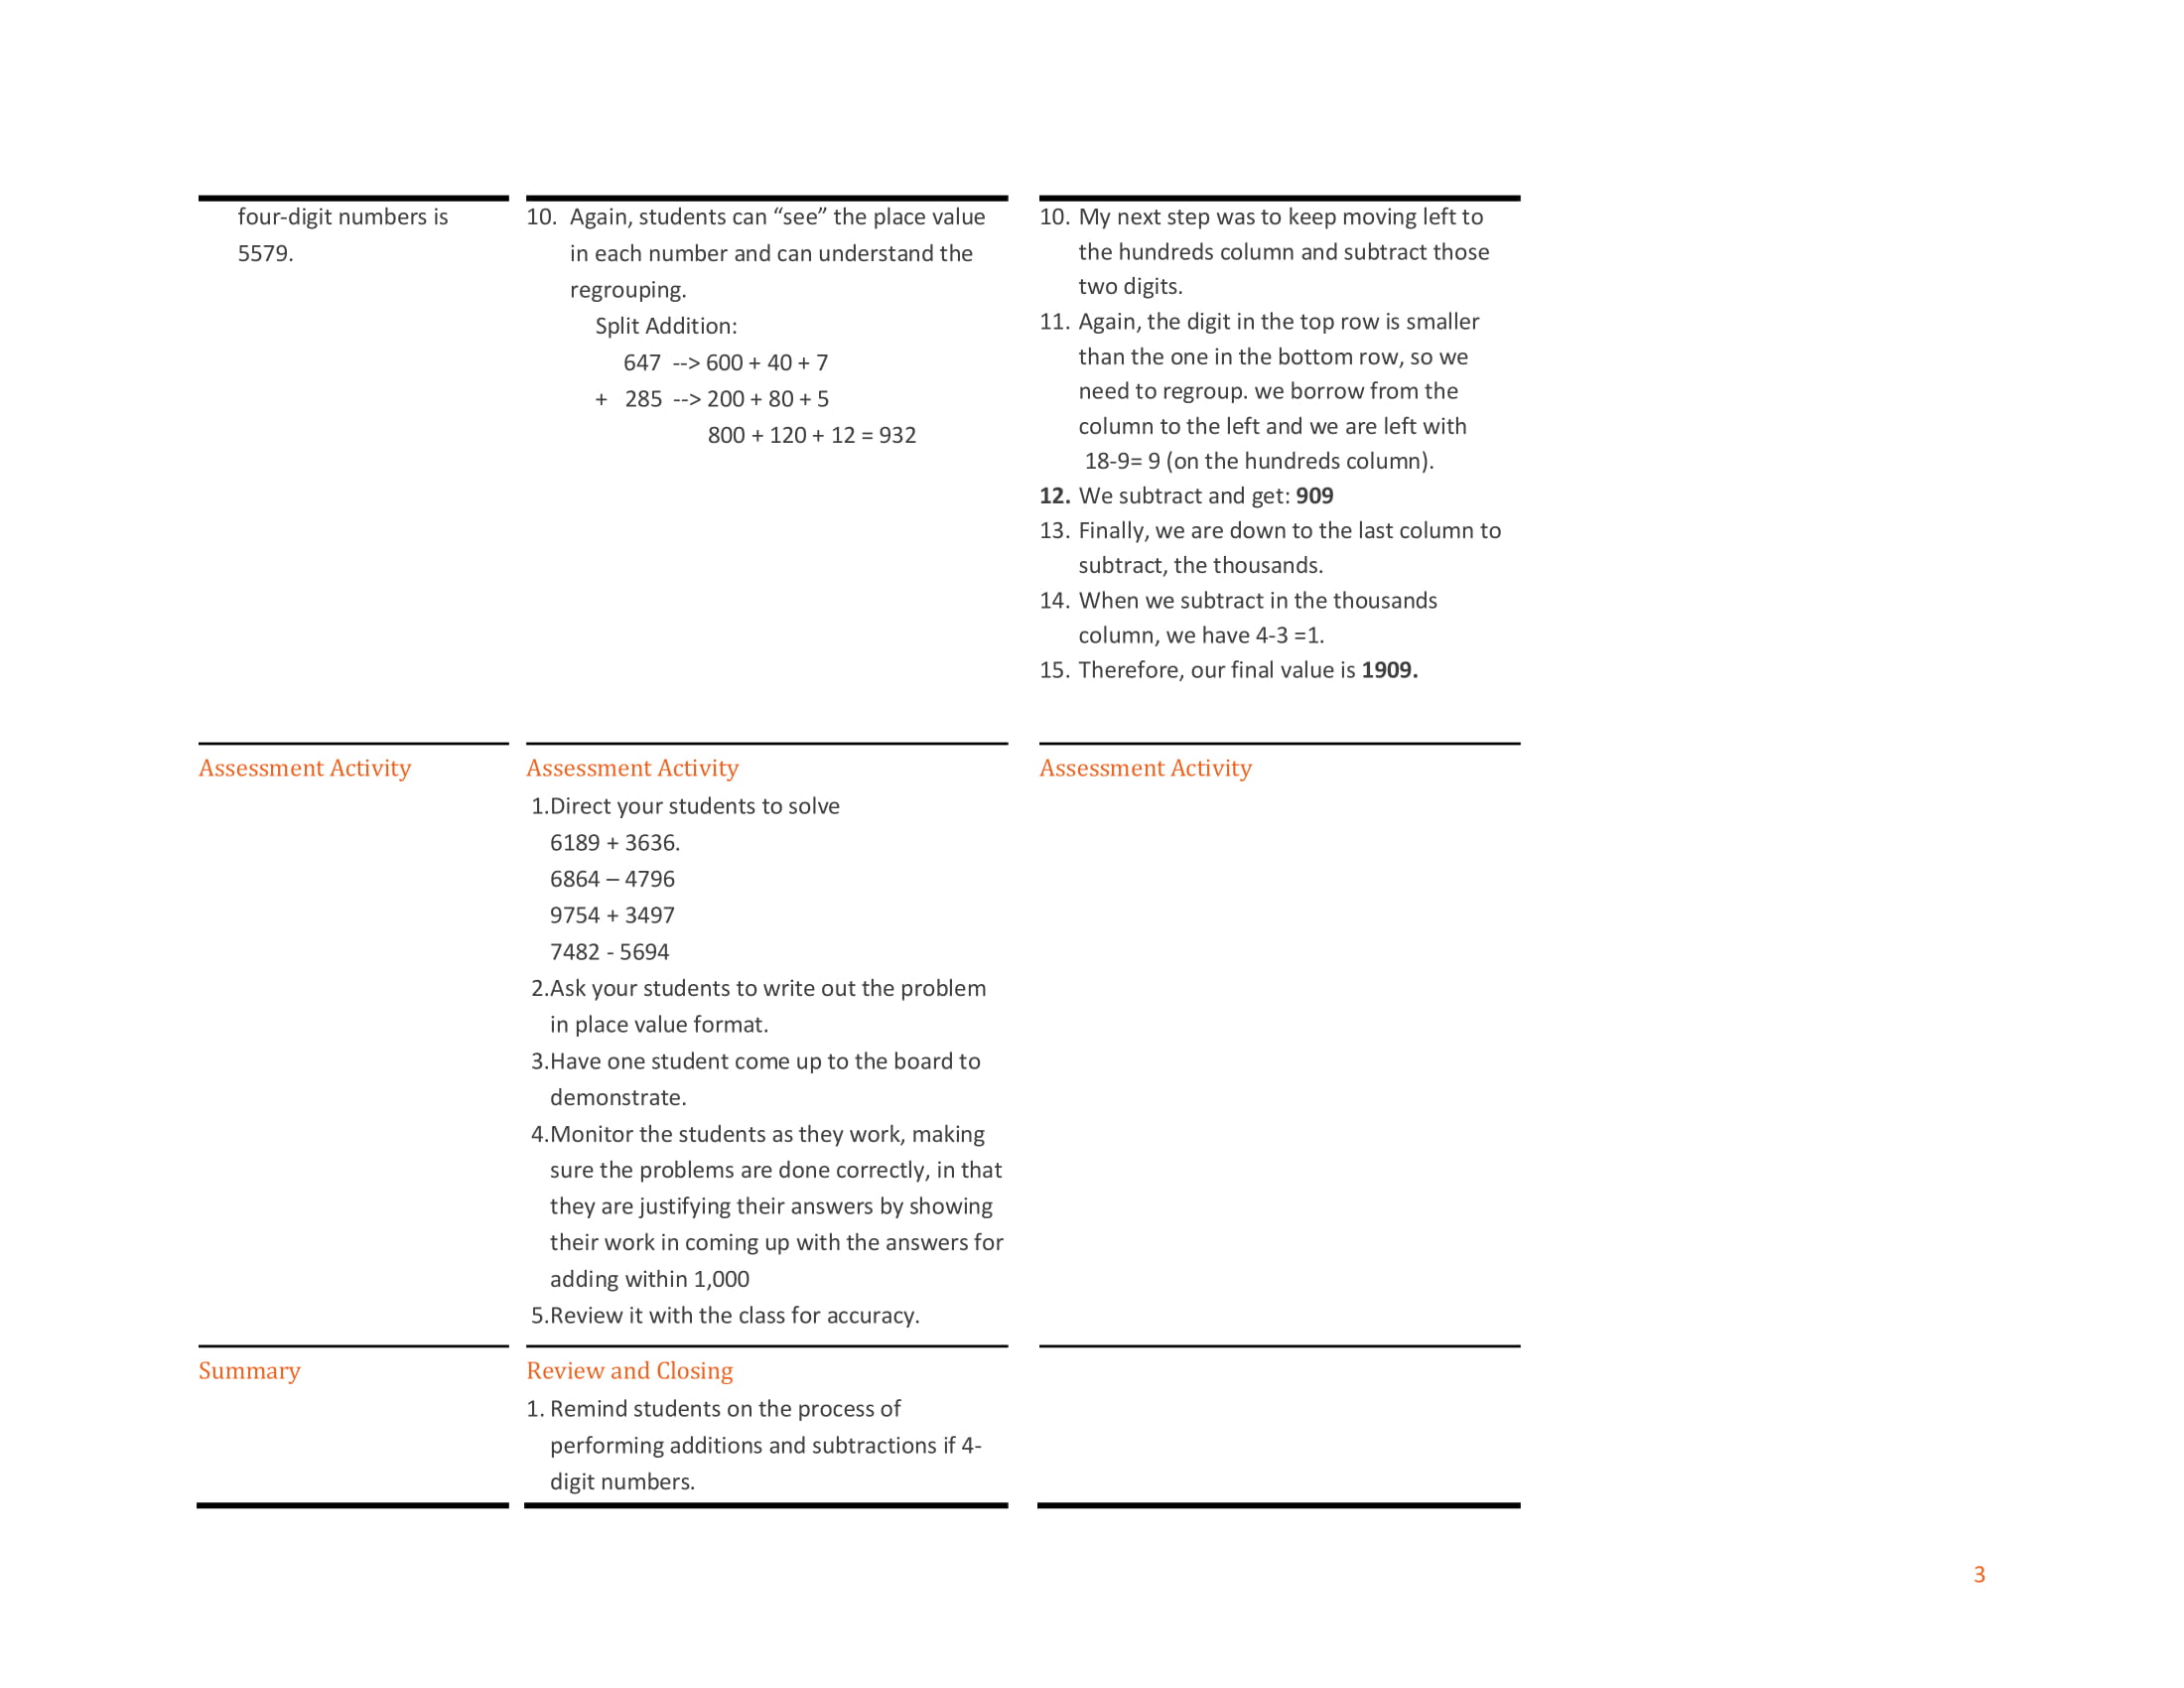 four-digit numbers is
5579.
10. Again, students can “see” the place value
in each number and can understand the
regrouping.
Split Addition:
647 --> 600 + 40 + 7
+ 285 --> 200 + 80 + 5
800 + 120 + 12 = 932
10. My next step was to keep moving left to
the hundreds column and subtract those
two digits.
11. Again, the digit in the top row is smaller
than the one in the bottom row, so we
need to regroup. we borrow from the
column to the left and we are left with
18-9= 9 (on the hundreds column).
12. We subtract and get: 909
13. Finally, we are down to the last column to
subtract, the thousands.
14. When we subtract in the thousands
column, we have 4-3 =1.
15. Therefore, our final value is 1909.
Assessment Activity
Assessment Activity
1.Direct your students to solve
6189 + 3636.
6864 – 4796
9754 + 3497
7482 - 5694
2.Ask your students to write out the problem
in place value format.
3.Have one student come up to the board to
demonstrate.
4.Monitor the students as they work, making
sure the problems are done correctly, in that
they are justifying their answers by showing
their work in coming up with the answers for
adding within 1,000
5.Review it with the class for accuracy.
Assessment Activity
Summary
Review and Closing
1. Remind students on the process of
performing additions and subtractions if 4-
digit numbers.
3